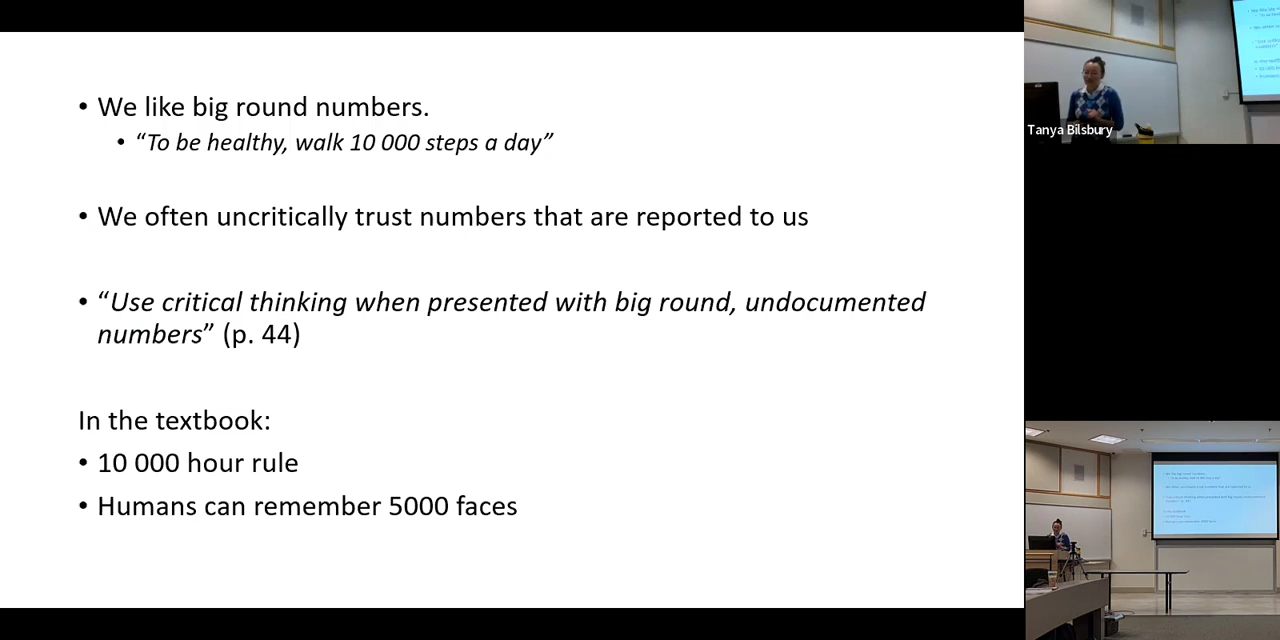 • We like big round numbers.
• “To be healthy, walk 10 000 steps a day”
• We often uncritically trust numbers that are reported to us
• “Use critical thinking when presented with big round, undocumented
numbers” (p. 44)
In the textbook:
• 10 000 hour rule
• Humans can remember 5000 faces
Tanya Bilsbury